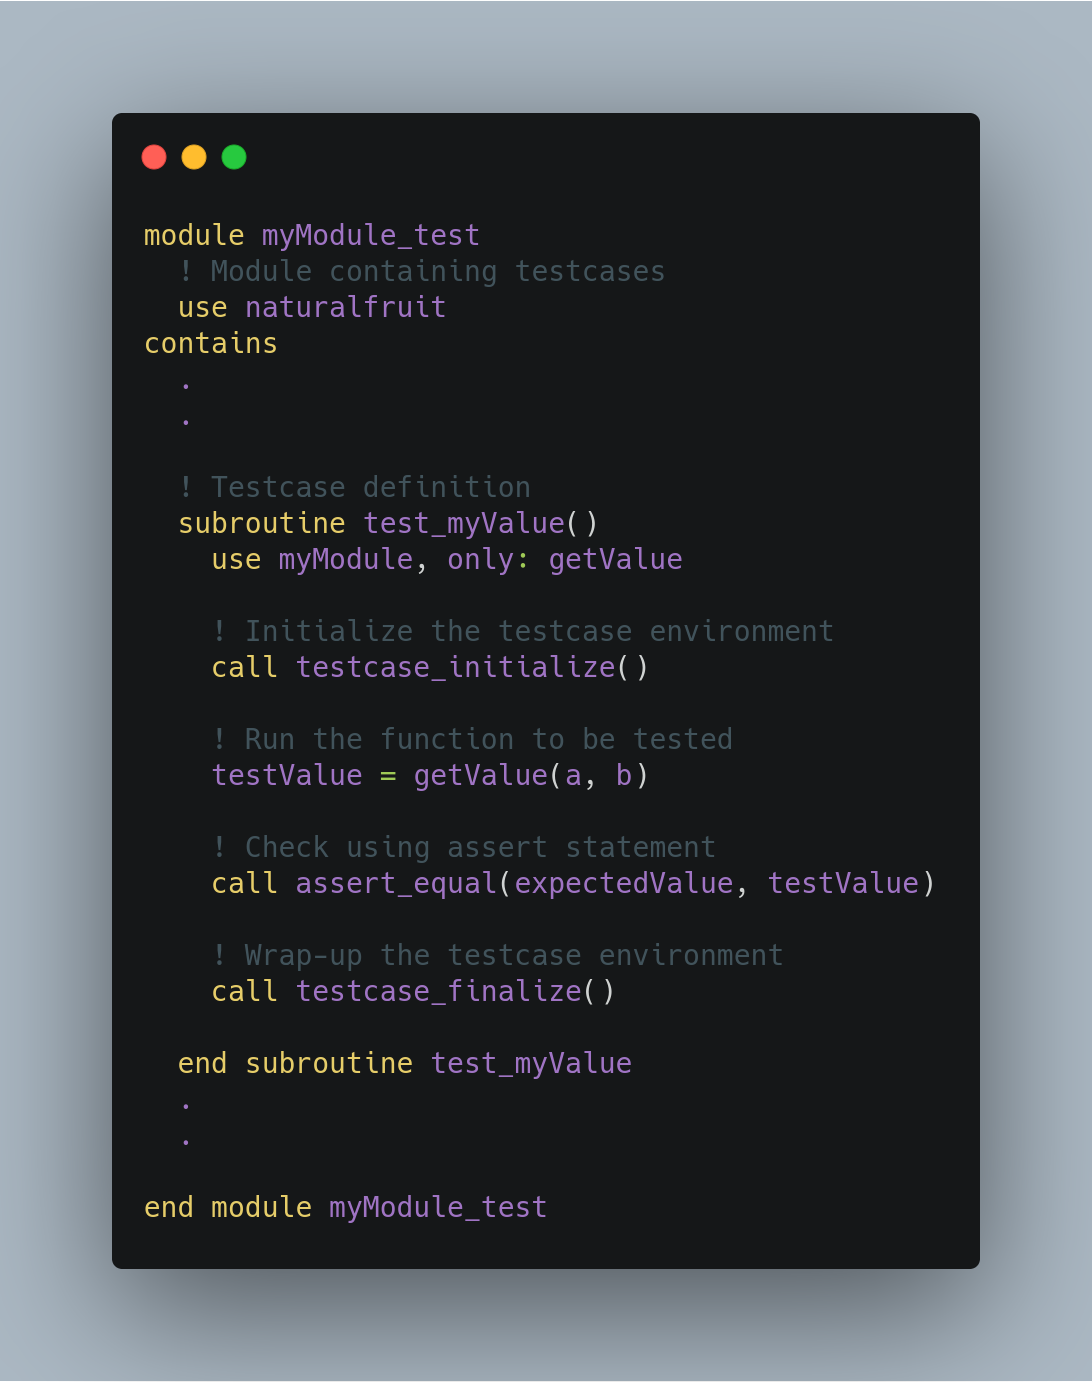 module myModule_test
  ! Module containing testcases
  use naturalfruit
contains
  .
  .

  ! Testcase definition
  subroutine test_myValue()
    use myModule, only: getValue

    ! Initialize the testcase environment
    call testcase_initialize()

    ! Run the function to be tested
    testValue = getValue(a, b)

    ! Check using assert statement
    call assert_equal(expectedValue, testValue)

    ! Wrap-up the testcase environment
    call testcase_finalize()

  end subroutine test_myValue
  .
  .

end module myModule_test